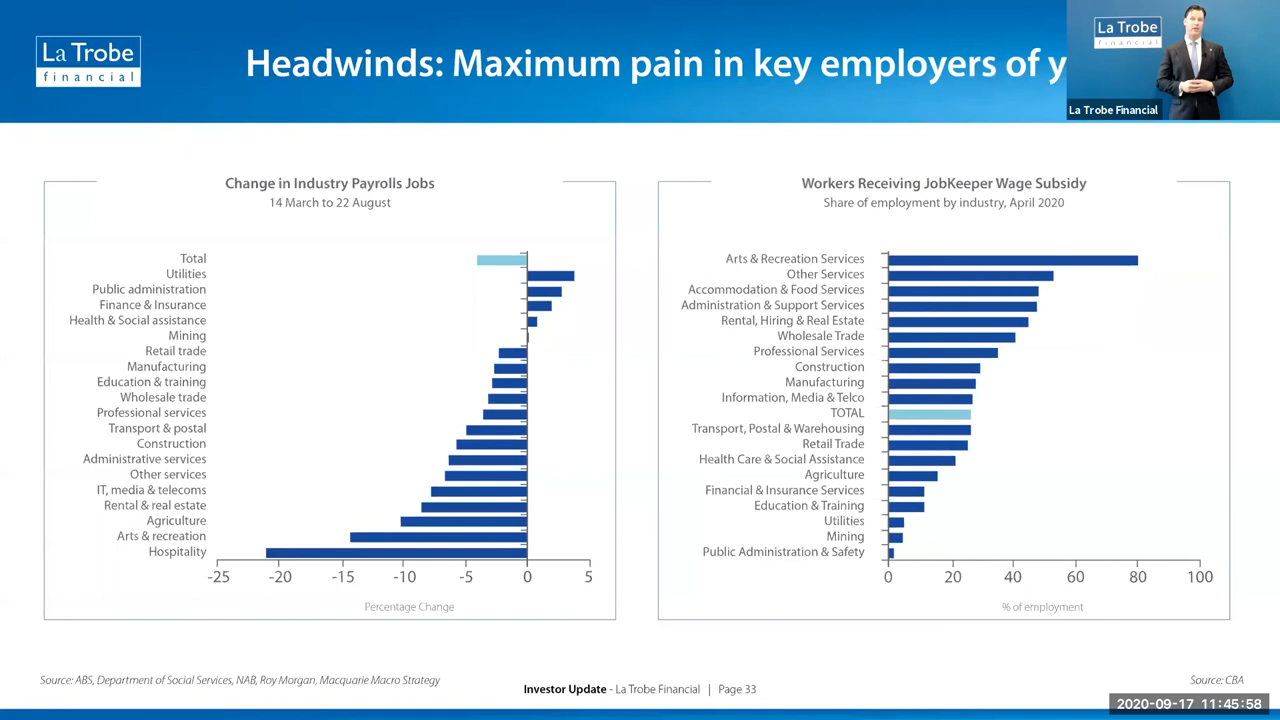 La Trobe
financial
Headwinds: Maximum pain in key employers of y
La Trobe
financial
La Trobe Financial
Change in Industry Payrolls Jobs
14 March to 22 August
Total
Utilities
Public administration
Finance & Insurance
Health & Social assistance
Mining
Retail trade
Manufacturing
Education & training
Wholesale trade
Professional services
Transport & postal
Construction
Administrative services
Other services
IT, media & telecoms
Rental & real estate
Agriculture
Arts & recreation
Hospitality
-25 -20 -15 -10 -5 0 5
Percentage Change
Workers Receiving JobKeeper Wage Subsidy
Share of employment by industry, April 2020
Arts & Recreation Services
Other Services
Accommodation & Food Services
Administration & Support Services
Rental, Hiring & Real Estate
Wholesale Trade
Professional Services
Construction
Manufacturing
Information, Media & Telco
TOTAL
Transport, Postal & Warehousing
Retail Trade
Health Care & Social Assistance
Agriculture
Financial & Insurance Services
Education & Training
Utilities
Mining
Public Administration & Safety
0 20 40 60 80 100
% of employment
Source: ABS, Department of Social Services, NAB, Roy Morgan, Macquarie Macro Strategy
Investor Update - La Trobe Financial | Page 33
Source: CBA
2020-09-17 11:45:58